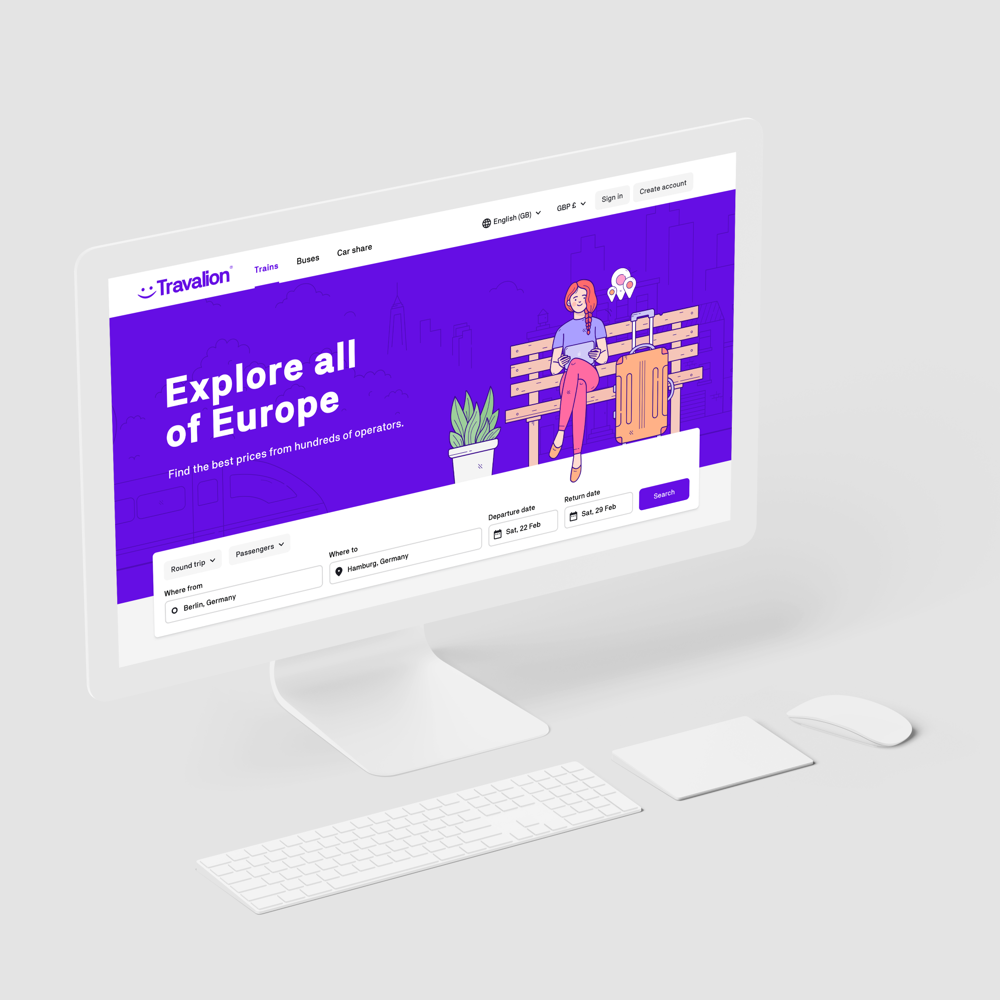 Travalion
Trains
Buses
Car share
English (GB)
GBP £
Sign in
Create account
Explore all
of Europe
Find the best prices from hundreds of operators.
Round trip
Passengers
Where from
Berlin, Germany
Where to
Hamburg, Germany
Departure date
Sat, 22 Feb
Return date
Sat, 29 Feb
Search